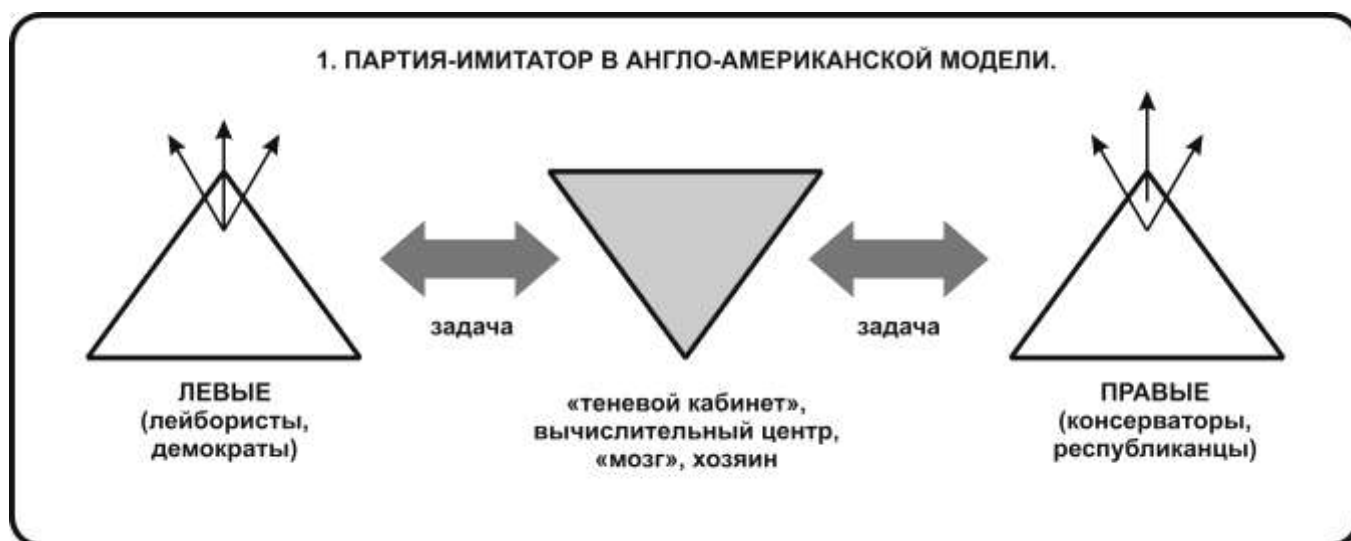 1. ПАРТИЯ-ИМИТАТОР В АНГЛО-АМЕРИКАНСКОЙ МОДЕЛИ.
задача
задача
ЛЕВЫЕ
(лейбористы,
демократы)
«теневой кабинет»,
вычислительный центр,
«мозг», хозяин
ПРАВЫЕ
(консерваторы,
республиканцы)